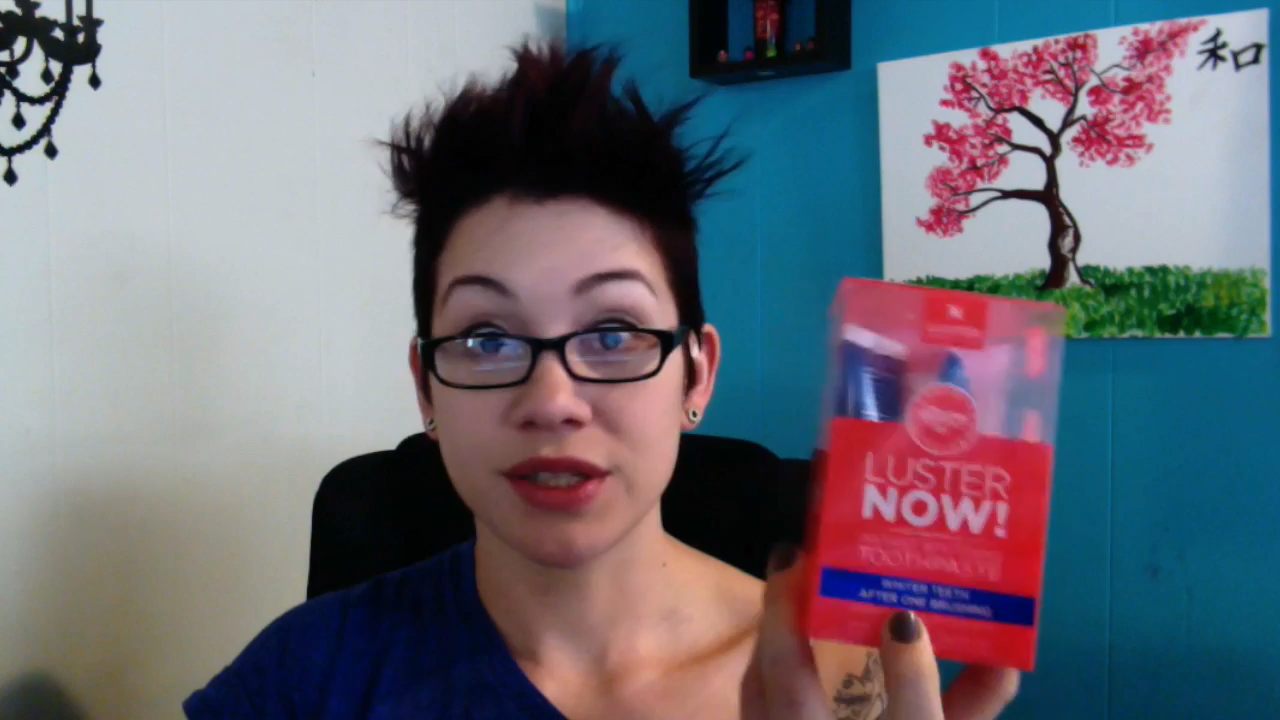 和
LUSTER
NOW!
TOOTHPASTE
WHITER TEETH
AFTER ONE BRUSHING.